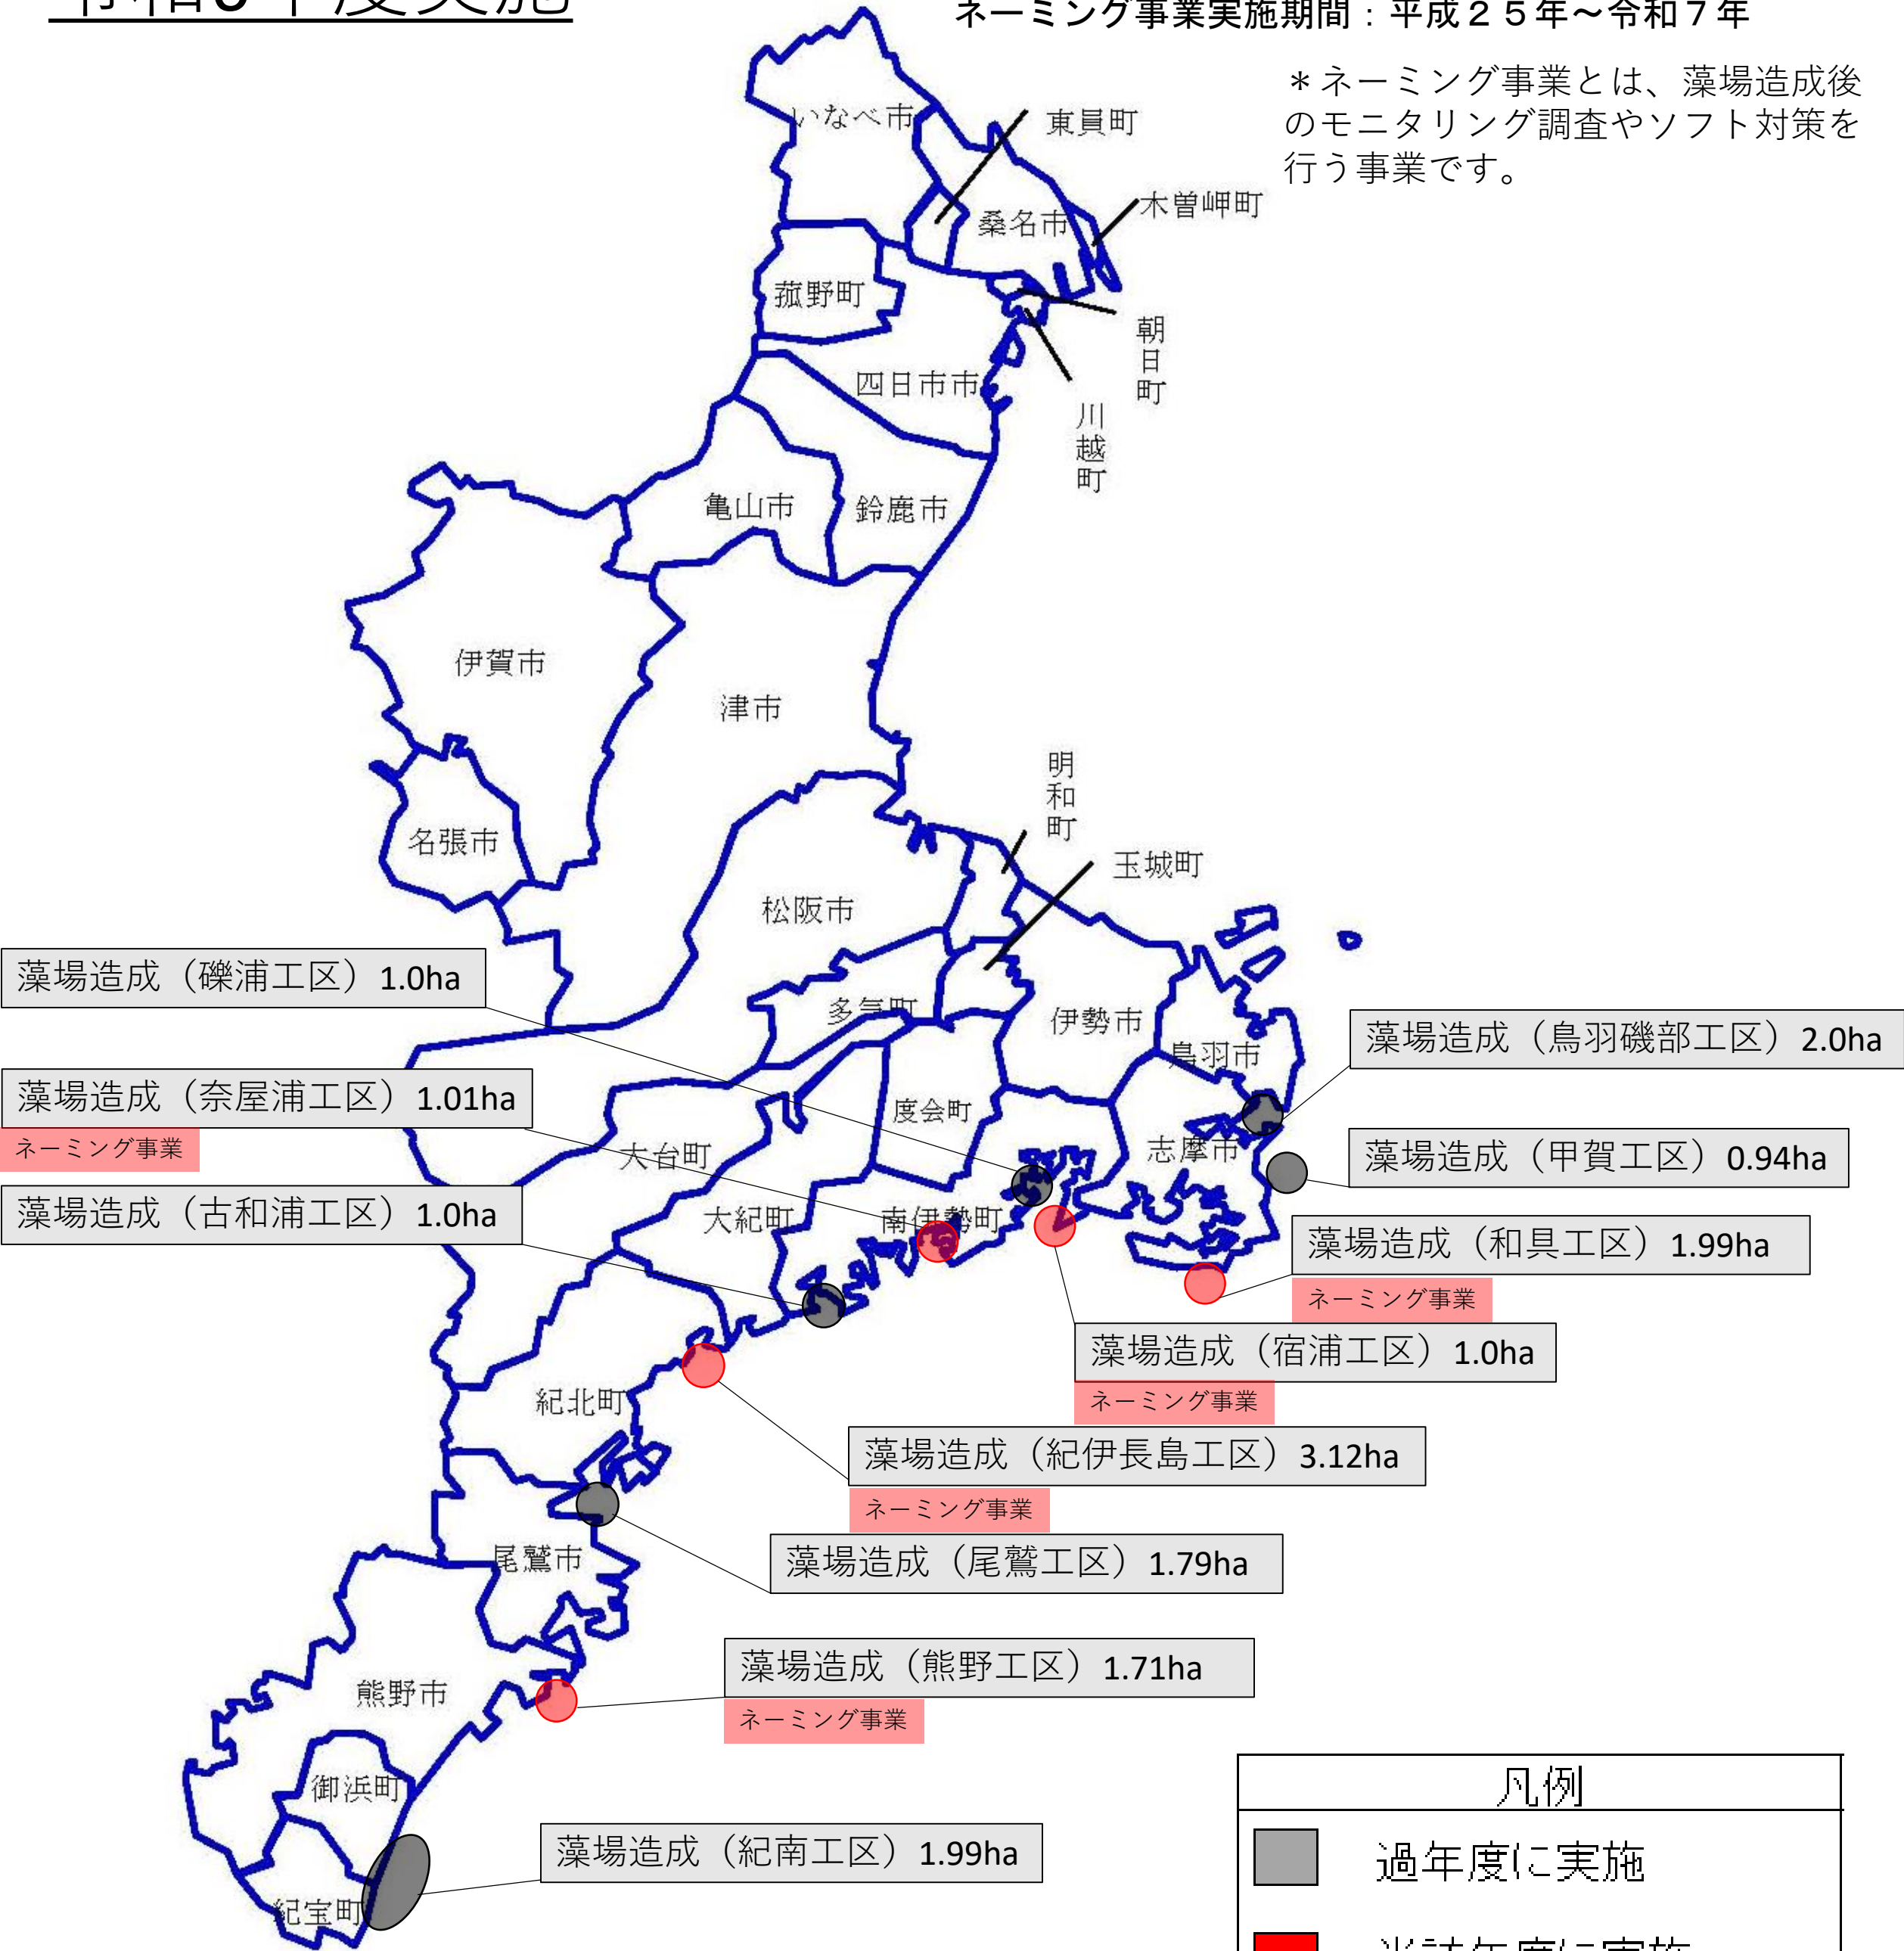 ネーミング事業実施期間：平成２５年～令和７年
＊ネーミング事業とは、藻場造成後
のモニタリング調査やソフト対策を
行う事業です。
いなべ市
東員町
桑名市
木曽岬町
菰野町
朝日町
四日市市
川越町
亀山市
鈴鹿市
伊賀市
津市
明和町
名張市
玉城町
松阪市
藻場造成（礫浦工区）1.0ha
多気町
伊勢市
鳥羽市
藻場造成（鳥羽磯部工区）2.0ha
藻場造成（奈屋浦工区）1.01ha
ネーミング事業
度会町
大台町
志摩市
藻場造成（甲賀工区）0.94ha
藻場造成（古和浦工区）1.0ha
大紀町
南伊勢町
藻場造成（和具工区）1.99ha
ネーミング事業
藻場造成（宿浦工区）1.0ha
ネーミング事業
紀北町
藻場造成（紀伊長島工区）3.12ha
ネーミング事業
藻場造成（尾鷲工区）1.79ha
尾鷲市
藻場造成（熊野工区）1.71ha
ネーミング事業
熊野市
御浜町
藻場造成（紀南工区）1.99ha
紀宝町
凡例
過年度に実施